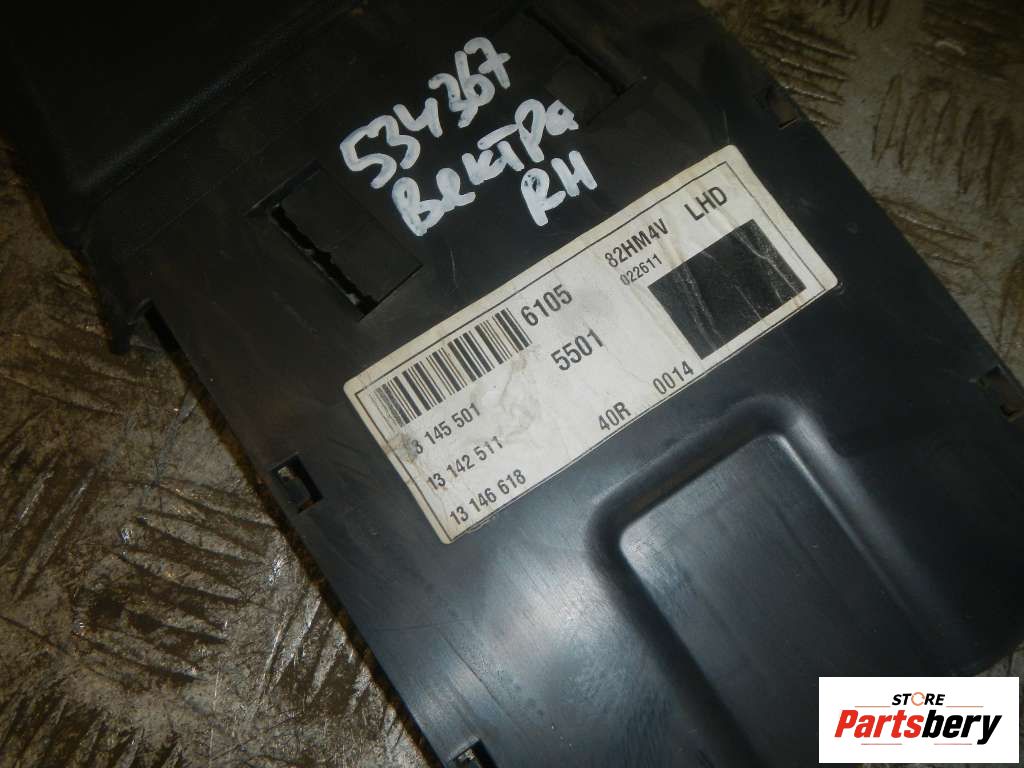 534367
Вектра
RH
6105
82HM4V
LHD
5501
022611
3 145 501
40R
0014
13 142 511
13 146 618
STORE
Partsbery